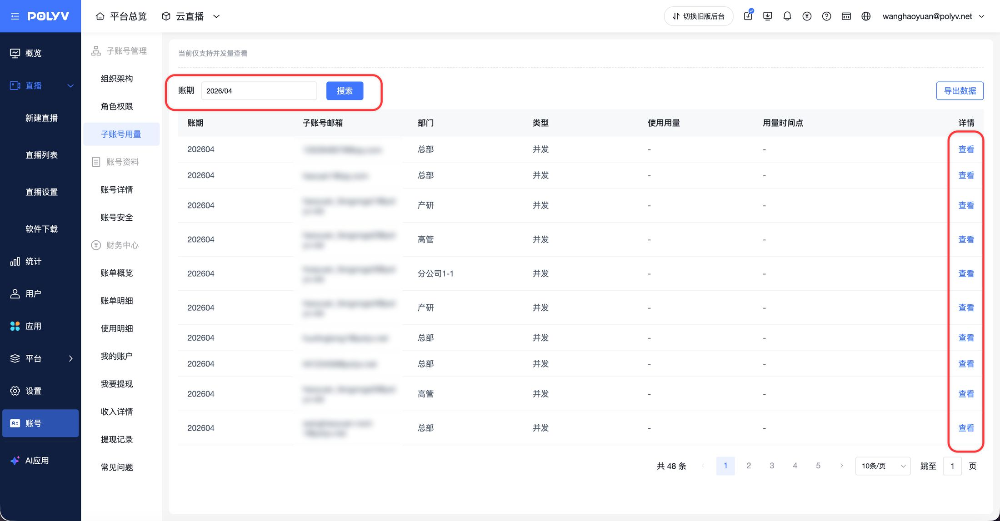 POLYV
平台总览
云直播
切换旧版后台
wanghaoyuan@polyv.net
概览
直播
新建直播
直播列表
直播设置
软件下载
统计
用户
应用
平台
设置
账号
AI应用
子账号管理
组织架构
角色权限
子账号用量
账号资料
账号详情
账号安全
财务中心
账单概览
账单明细
使用明细
我的账户
我要提现
收入详情
提现记录
常见问题
当前仅支持并发量查看
账期 2026/04 搜索
导出数据
账期 子账号邮箱 部门 类型 使用用量 用量时间点 详情
202604 总部 并发 - - 查看
202604 总部 并发 - - 查看
202604 产研 并发 - - 查看
202604 高管 并发 - - 查看
202604 分公司1-1 并发 - - 查看
202604 产研 并发 - - 查看
202604 总部 并发 - - 查看
202604 总部 并发 - - 查看
202604 高管 并发 - - 查看
202604 总部 并发 - - 查看
共 48 条 1 2 3 4 5 10条/页 跳至 1 页